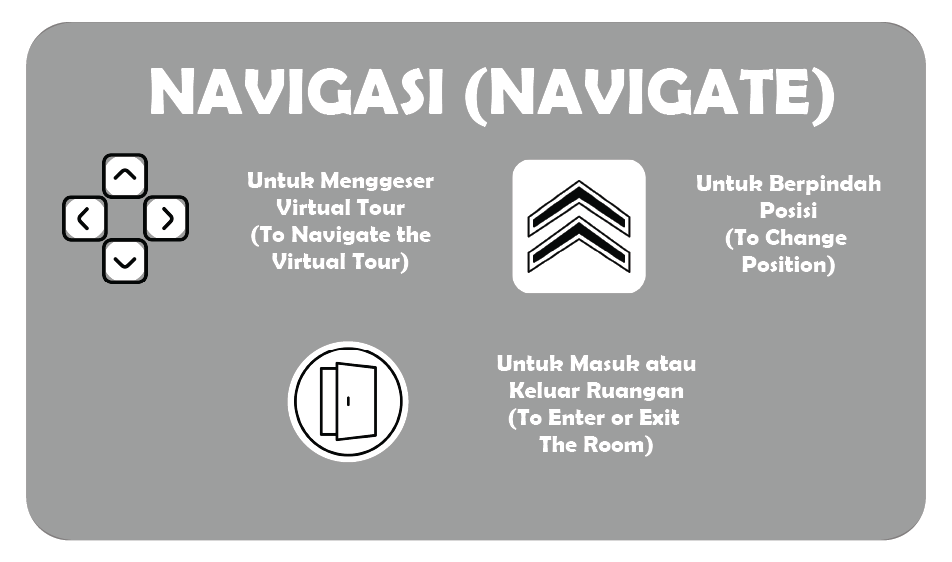 NAVIGASI (NAVIGATE)
Untuk Menggeser
Virtual Tour
(To Navigate the
Virtual Tour)
Untuk Berpindah
Posisi
(To Change
Position)
Untuk Masuk atau
Keluar Ruangan
(To Enter or Exit
The Room)